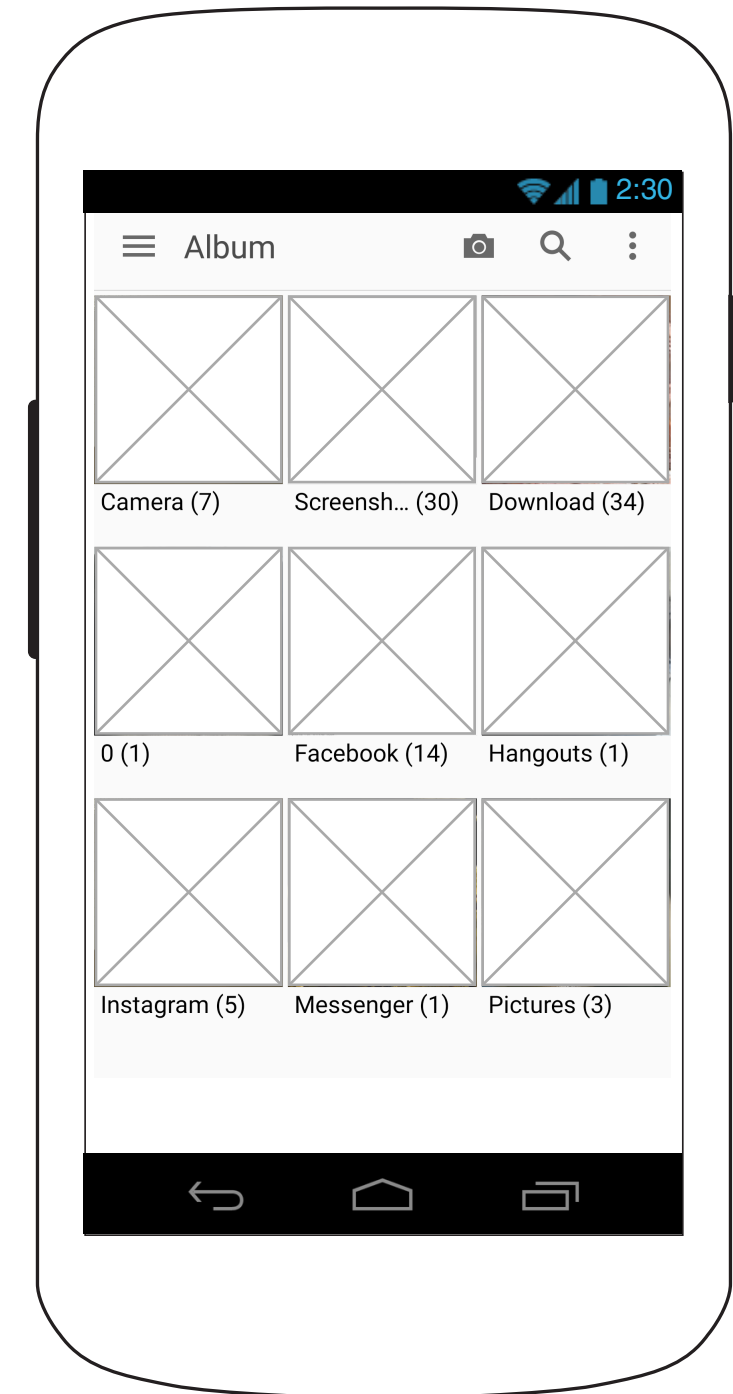 2:30
Album
Camera (7)
Screensh... (30)
Download (34)
0 (1)
Facebook (14)
Hangouts (1)
Instagram (5)
Messenger (1)
Pictures (3)